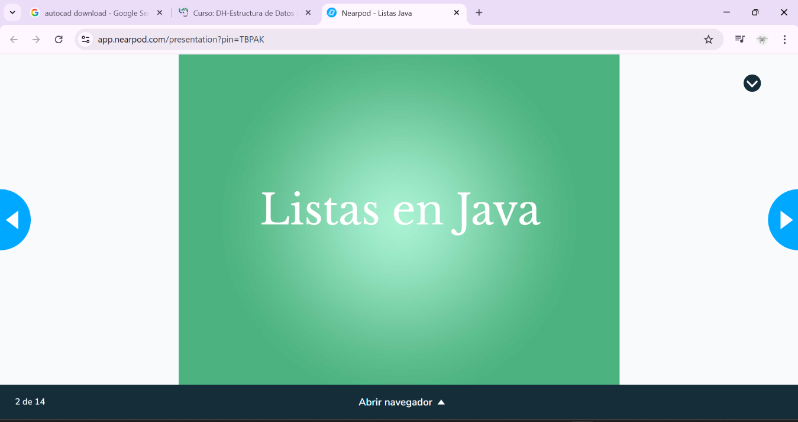 autocad download - Google Se
Curso: DH-Estructura de Datos
Nearpod - Listas Java
app.nearpod.com/presentation?pin=TBPAK
Listas en Java
2 de 14
Abrir navegador